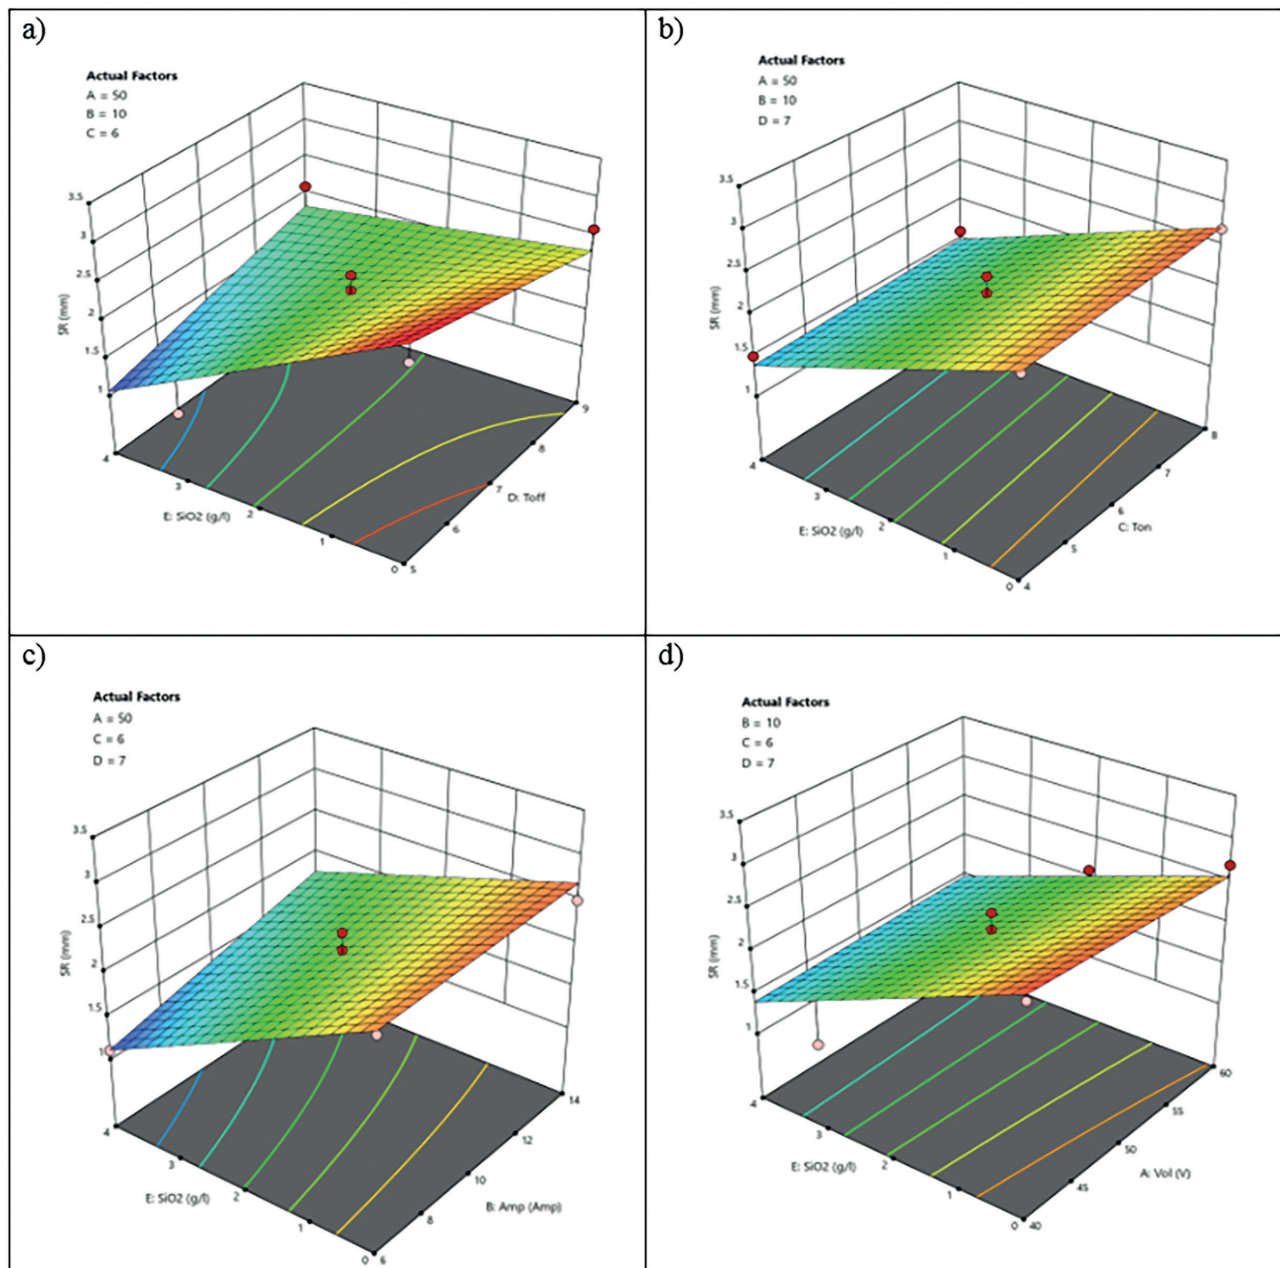 a)
Actual Factors
A = 50
B = 10
C = 6
3.5
3
2.5
2
1.5
1
SR (mm)
4
3
2
1
0
E: SiO2 (g/l)
5
6
7
8
9
D: Toff
b)
Actual Factors
A = 50
B = 10
D = 7
3.5
3
2.5
2
1.5
1
SR (mm)
4
3
2
1
0
E: SiO2 (g/l)
4
5
6
7
8
C: Ton
c)
Actual Factors
A = 50
C = 6
D = 7
3.5
3
2.5
2
1.5
1
SR (mm)
4
3
2
1
0
E: SiO2 (g/l)
6
8
10
12
14
B: Amp (Amp)
d)
Actual Factors
B = 10
C = 6
D = 7
3.5
3
2.5
2
1.5
1
SR (mm)
4
3
2
1
0
E: SiO2 (g/l)
40
45
50
55
60
A: Vol (V)